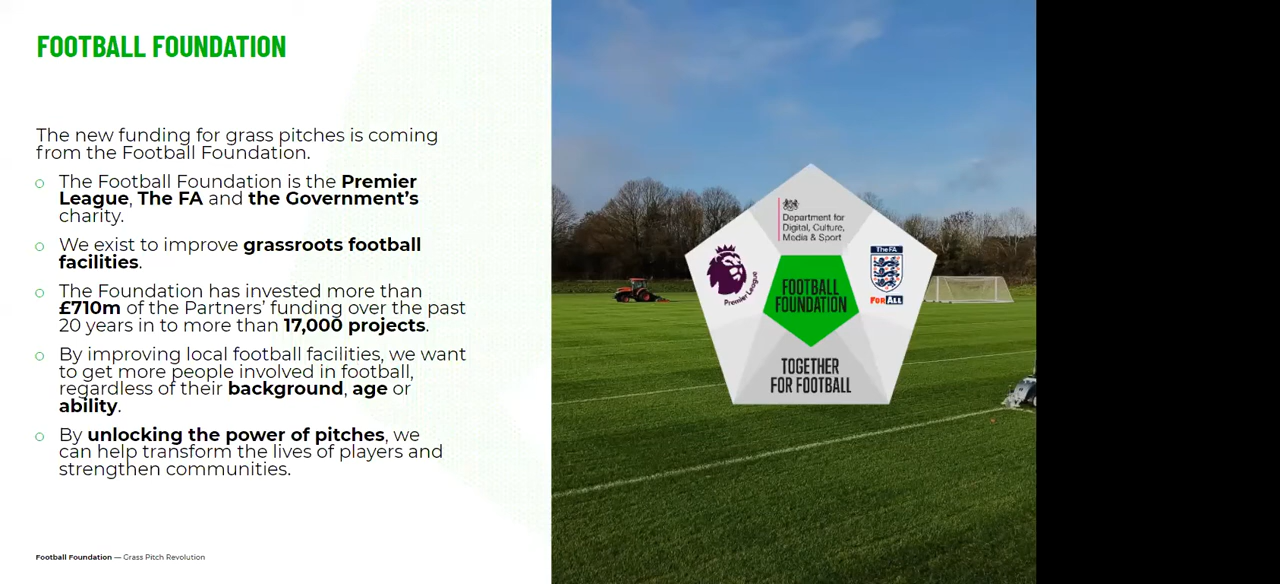 FOOTBALL FOUNDATION
The new funding for grass pitches is coming
from the Football Foundation.
The Football Foundation is the Premier
League, The FA and the Government's
charity.
We exist to improve grassroots football
facilities.
The Foundation has invested more than
£710m of the Partners' funding over the past
20 years in to more than 17,000 projects.
By improving local football facilities, we want
to get more people involved in football,
regardless of their background, age or
ability.
By unlocking the power of pitches, we
can help transform the lives of players and
strengthen communities.
Football Foundation — Grass Pitch Revolution
Department for
Digital, Culture,
Media & Sport
Premier League
The FA
FOR ALL
FOOTBALL
FOUNDATION
TOGETHER
FOR FOOTBALL